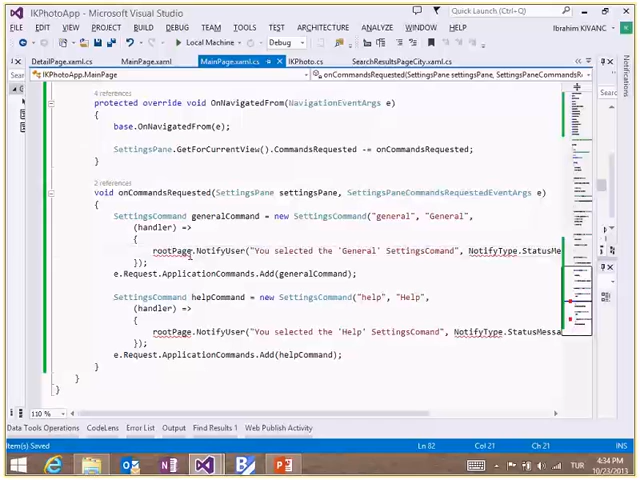 IKPhotoApp - Microsoft Visual Studio
Quick Launch (Ctrl+Q)
FILE EDIT VIEW PROJECT BUILD DEBUG TEAM TOOLS TEST ARCHITECTURE ANALYZE WINDOW HELP Ibrahim KIVANC
Local Machine Debug
DetailPage.xaml.cs MainPage.xaml MainPage.xaml.cs IKPhoto.cs SearchResultsPageCity.xaml.cs
IKPhotoApp.MainPage onCommandsRequested(SettingsPane settingsPane, SettingsPaneCommandsRe
4 references
protected override void OnNavigatedFrom(NavigationEventArgs e)
{
base.OnNavigatedFrom(e);
SettingsPane.GetForCurrentView().CommandsRequested -= onCommandsRequested;
}
2 references
void onCommandsRequested(SettingsPane settingsPane, SettingsPaneCommandsRequestedEventArgs e)
{
SettingsCommand generalCommand = new SettingsCommand("general", "General",
(handler) =>
{
rootPage.NotifyUser("You selected the 'General' SettingsComand", NotifyType.StatusMe
});
e.Request.ApplicationCommands.Add(generalCommand);
SettingsCommand helpCommand = new SettingsCommand("help", "Help",
(handler) =>
{
rootPage.NotifyUser("You selected the 'Help' SettingsComand", NotifyType.StatusMessa
});
e.Request.ApplicationCommands.Add(helpCommand);
}
}
}
Notifications
110 %
Data Tools Operations CodeLens Error List Output Find Results 1 Web Publish Activity
Item(s) Saved Ln 82 Col 21 Ch 21 INS
TUR
4:34 PM
10/23/2013